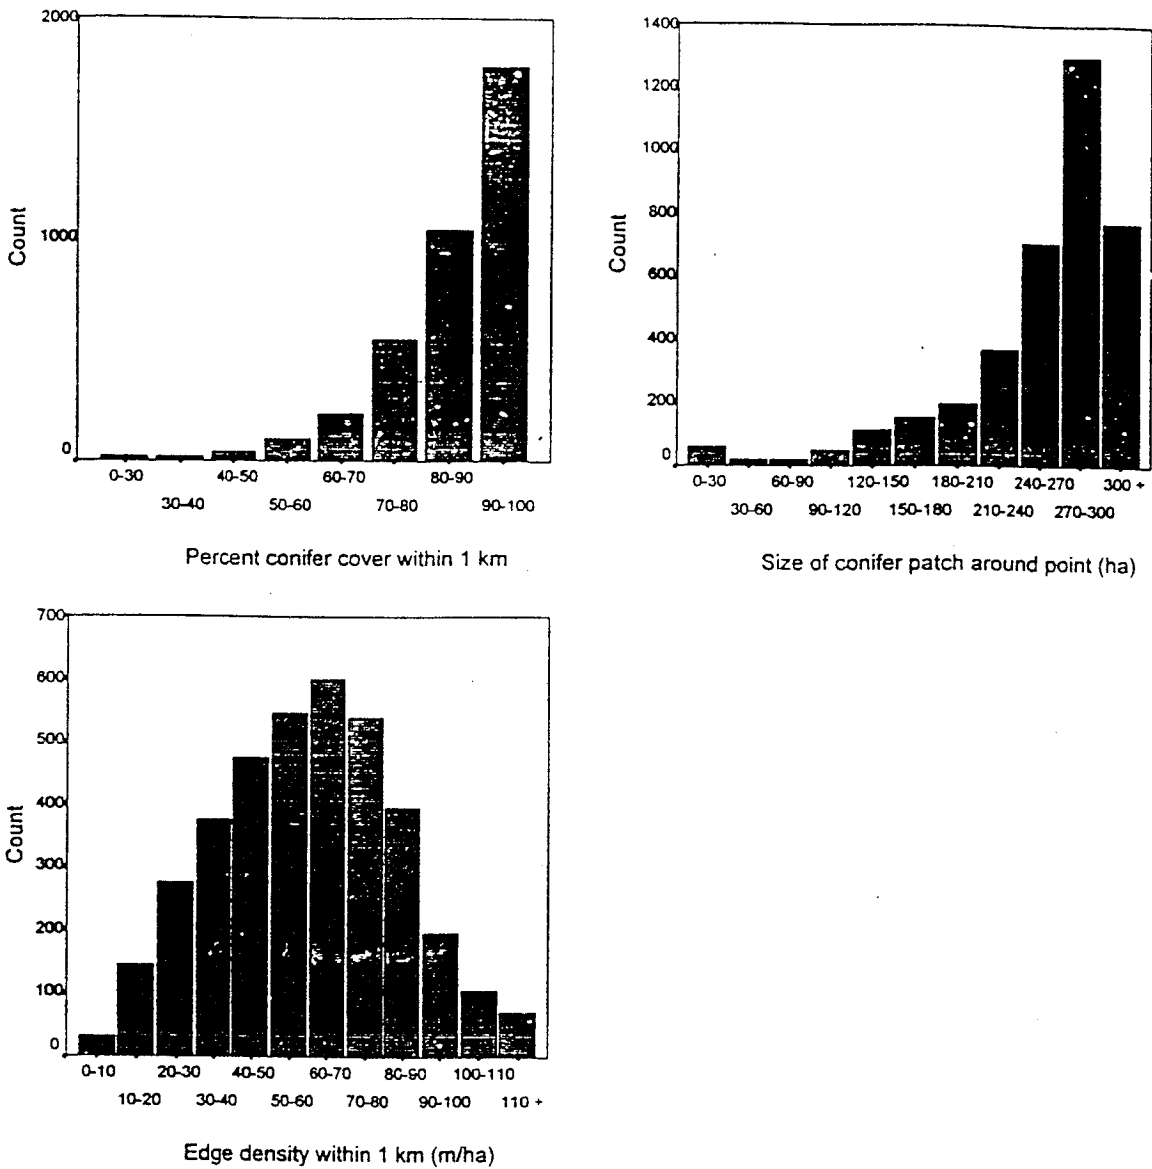 2000
1000
0
Count
0-30 40-50 60-70 80-90
30-40 50-60 70-80 90-100
Percent conifer cover within 1 km
1400
1200
1000
800
600
400
200
0
Count
0-30 60-90 120-150 180-210 240-270 300 +
30-60 90-120 150-180 210-240 270-300
Size of conifer patch around point (ha)
700
600
500
400
300
200
100
0
Count
0-10 20-30 40-50 60-70 80-90 100-110
10-20 30-40 50-60 70-80 90-100 110 +
Edge density within 1 km (m/ha)